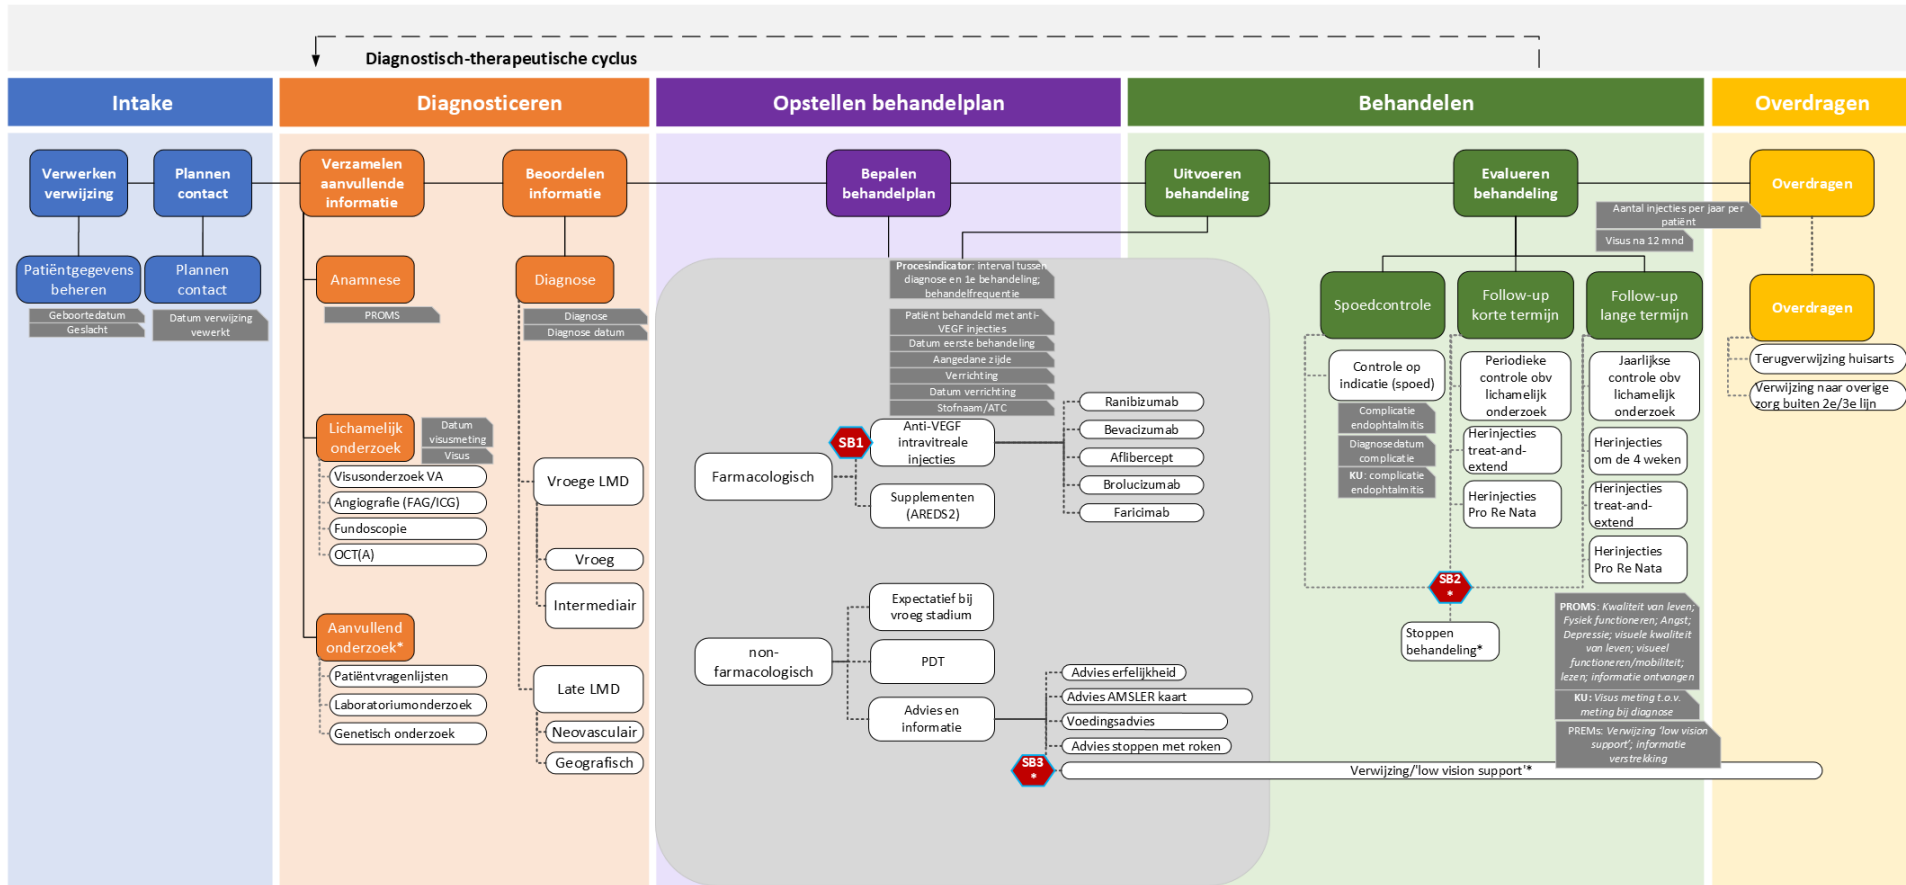 Diagnostisch-therapeutische cyclus
Intake
Diagnosticeren
Opstellen behandelplan
Behandelen
Overdragen
Verwerken
verwijzing
Plannen
contact
Verzamelen
aanvullende
informatie
Beoordelen
informatie
Bepalen
behandelplan
Uitvoeren
behandeling
Evalueren
behandeling
Overdragen
Aantal injecties per jaar per
patiënt
Visus na 12 mnd
Patiëntgegevens
beheren
Geboortedatum
Geslacht
Plannen
contact
Datum verwijzing
vewerkt
Anamnese
PROMS
Lichamelijk
onderzoek
Datum
visusmeting
Visus
Visusonderzoek VA
Angiografie (FAG/ICG)
Fundoscopie
OCT(A)
Aanvullend
onderzoek*
Patiëntvragenlijsten
Laboratoriumonderzoek
Genetisch onderzoek
Diagnose
Diagnose
Diagnose datum
Vroege LMD
Vroeg
Intermediair
Late LMD
Neovasculair
Geografisch
Procesindicator: interval tussen
diagnose en 1e behandeling;
behandelfrequentie
Patiënt behandeld met anti-
VEGF injecties
Datum eerste behandeling
Aangedane zijde
Verrichting
Datum verrichting
Stofnaam/ATC
Farmacologisch
SB1
Anti-VEGF
intravitreale
injecties
Supplementen
(AREDS2)
Ranibizumab
Bevacizumab
Aflibercept
Brolucizumab
Faricimab
non-
farmacologisch
Expectatief bij
vroeg stadium
PDT
Advies en
informatie
Advies erfelijkheid
Advies AMSLER kaart
Voedingsadvies
Advies stoppen met roken
SB3
*
Verwijzing/'low vision support'*
Spoedcontrole
Controle op
indicatie (spoed)
Complicatie
endophtalmitis
Diagnosedatum
complicatie
KU: complicatie
endophtalmitis
Follow-up
korte termijn
Periodieke
controle obv
lichamelijk
onderzoek
Herinjecties
treat-and-
extend
Herinjecties
Pro Re Nata
Follow-up
lange termijn
Jaarlijkse
controle obv
lichamelijk
onderzoek
Herinjecties
om de 4 weken
Herinjecties
treat-and-
extend
Herinjecties
Pro Re Nata
SB2
*
Stoppen
behandeling*
PROMS: Kwaliteit van leven;
Fysiek functioneren; Angst;
Depressie; visuele kwaliteit
van leven; visueel
functioneren/mobiliteit;
lezen; informatie ontvangen
KU: Visus meting t.o.v.
meting bij diagnose
PREMs: Verwijzing 'low vision
support'; informatie
verstrekking
Overdragen
Terugverwijzing huisarts
Verwijzing naar overige
zorg buiten 2e/3e lijn